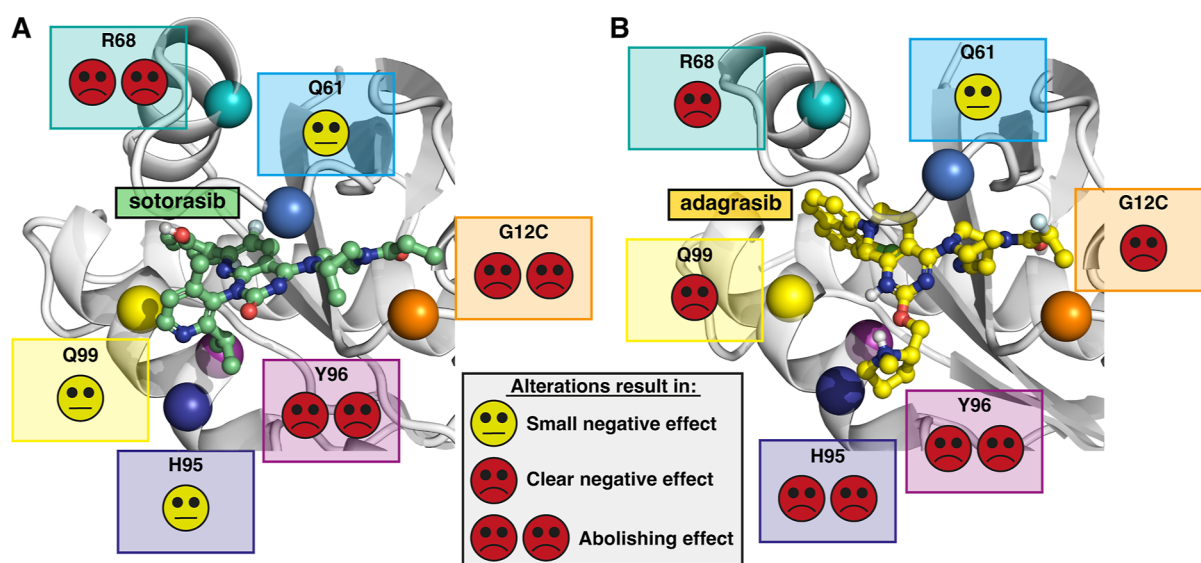 A
R68
Q61
sotorasib
G12C
Q99
Y96
H95
B
R68
Q61
adagrasib
G12C
Q99
Y96
H95
Alterations result in:
Small negative effect
Clear negative effect
Abolishing effect